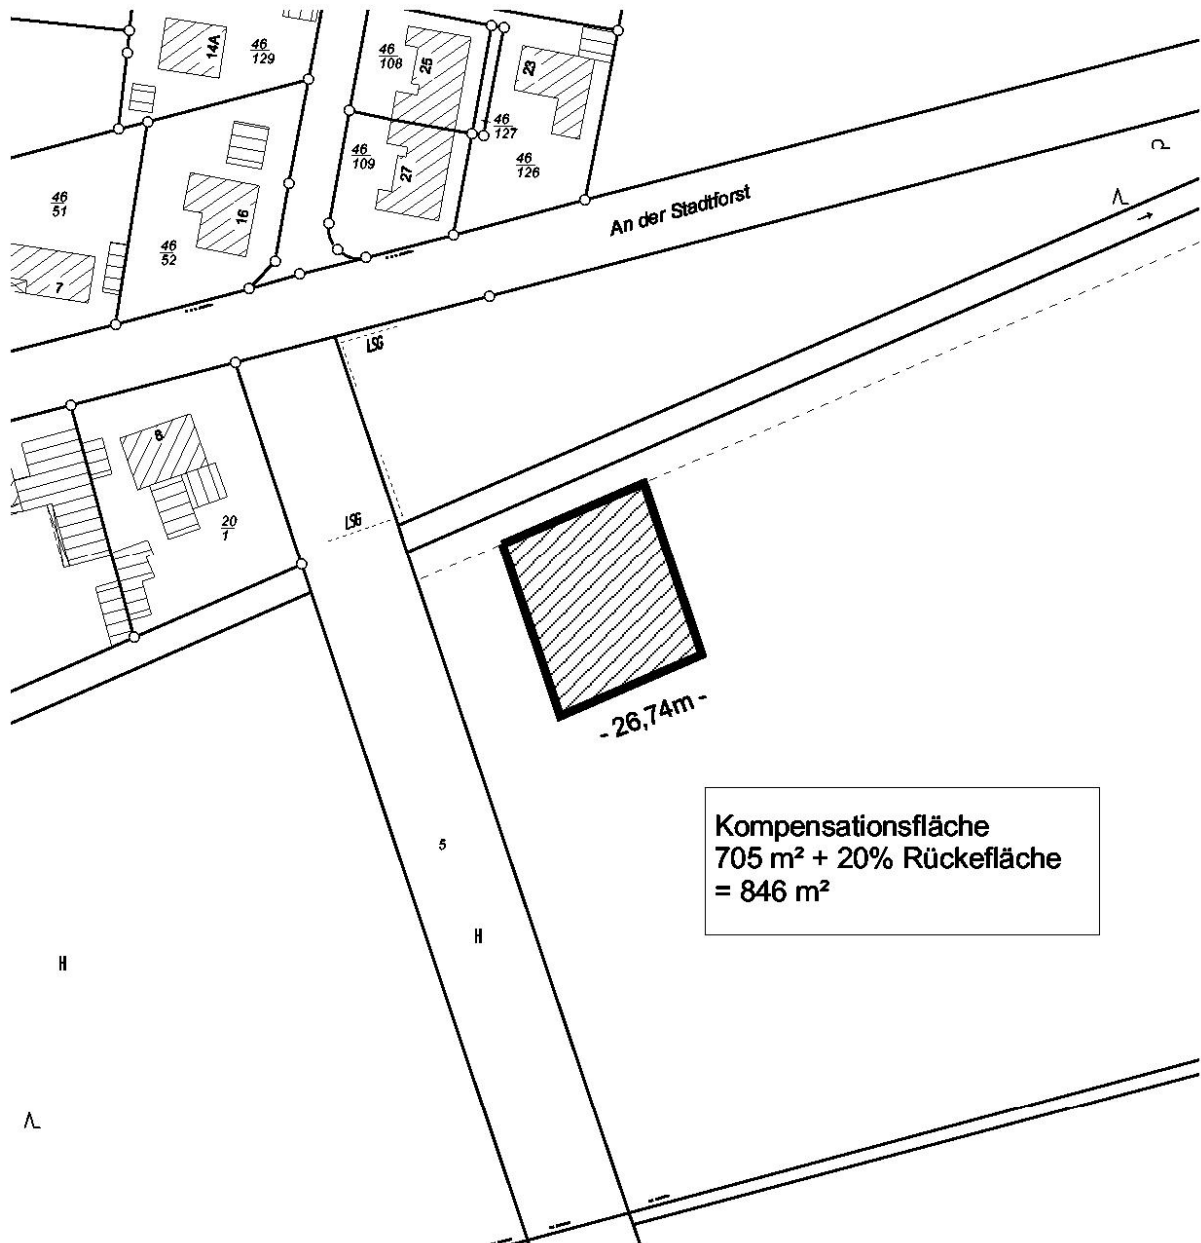 14A
46
129
46
108
25
23
46
127
46
109
46
126
27
46
51
16
46
52
7
An der Stadtforst
LSG
8
LSG
20
1
- 26,74m -
Kompensationsfläche
705 m² + 20% Rückefläche
= 846 m²
5
H
H